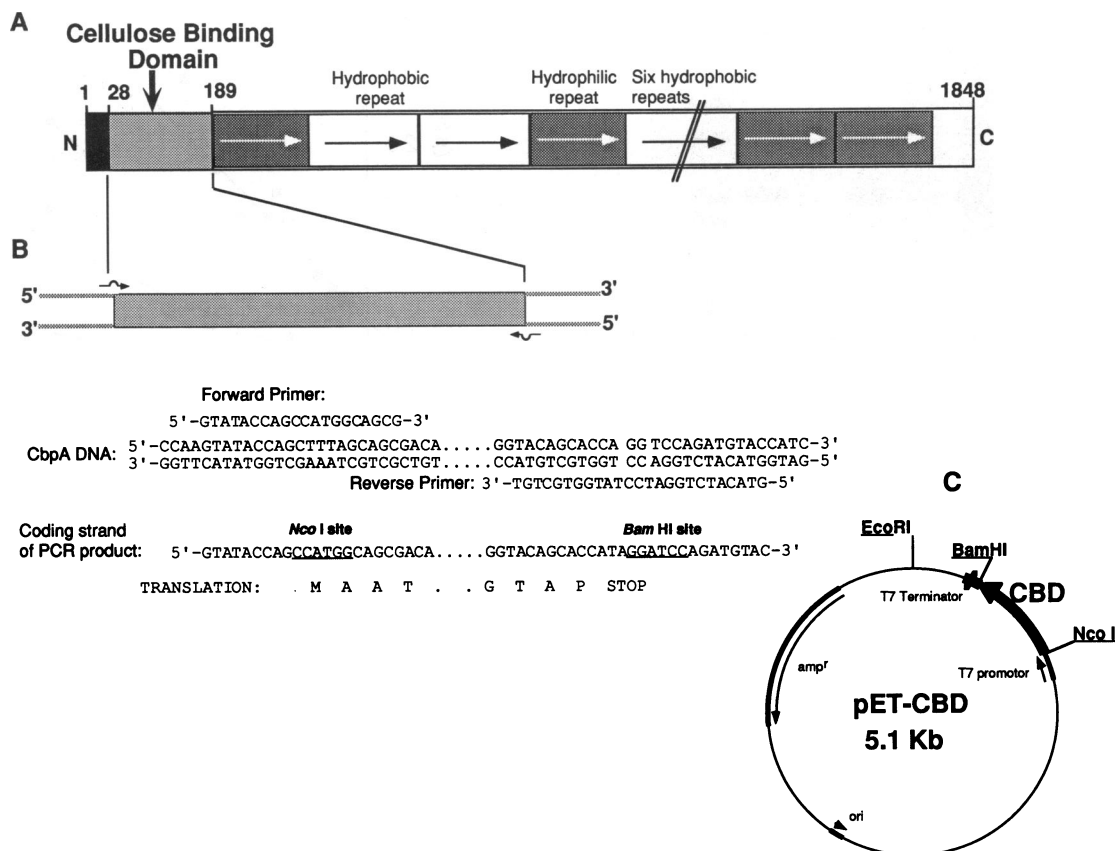 A
Cellulose Binding
Domain
1 28 189 Hydrophobic
repeat Hydrophilic
repeat Six hydrophobic
repeats 1848
N C
B
5' 3'
3' 5'
Forward Primer:
5'-GTATACCAGCCATGGCAGCG-3'
CbpA DNA: 5'-CCAAGTATACCAGCTTTAGCAGCGACA.....GGTACAGCACCA GG TCCAGATGTACCATC-3'
3'-GGTTCATATGGTCGAAATCGTCGCTGT.....CCATGTCGTGGT CC AGGTCTACATGGTAG-5'
Reverse Primer: 3'-TGTCGTGGTATCCTAGGTCTACATG-5'
Coding strand
of PCR product:
Nco I site Bam HI site
5'-GTATACCAGCCATGGCAGCGACA.....GGTACAGCACCATAGGATCCAGATGTAC-3'
TRANSLATION: . M A A T . . G T A P STOP
C
EcoRI
BamHI
T7 Terminator CBD
Nco I
T7 promotor
ampr
pET-CBD
5.1 Kb
ori